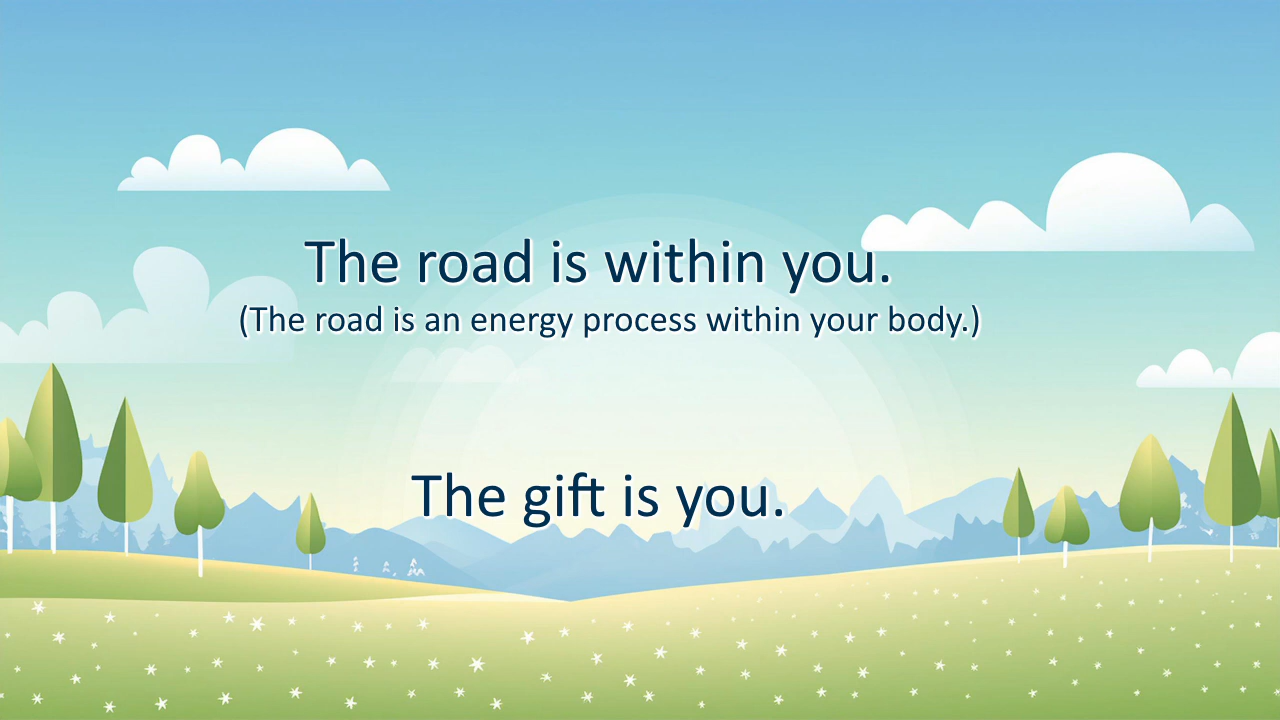 The road is within you.
(The road is an energy process within your body.)
The gift is you.